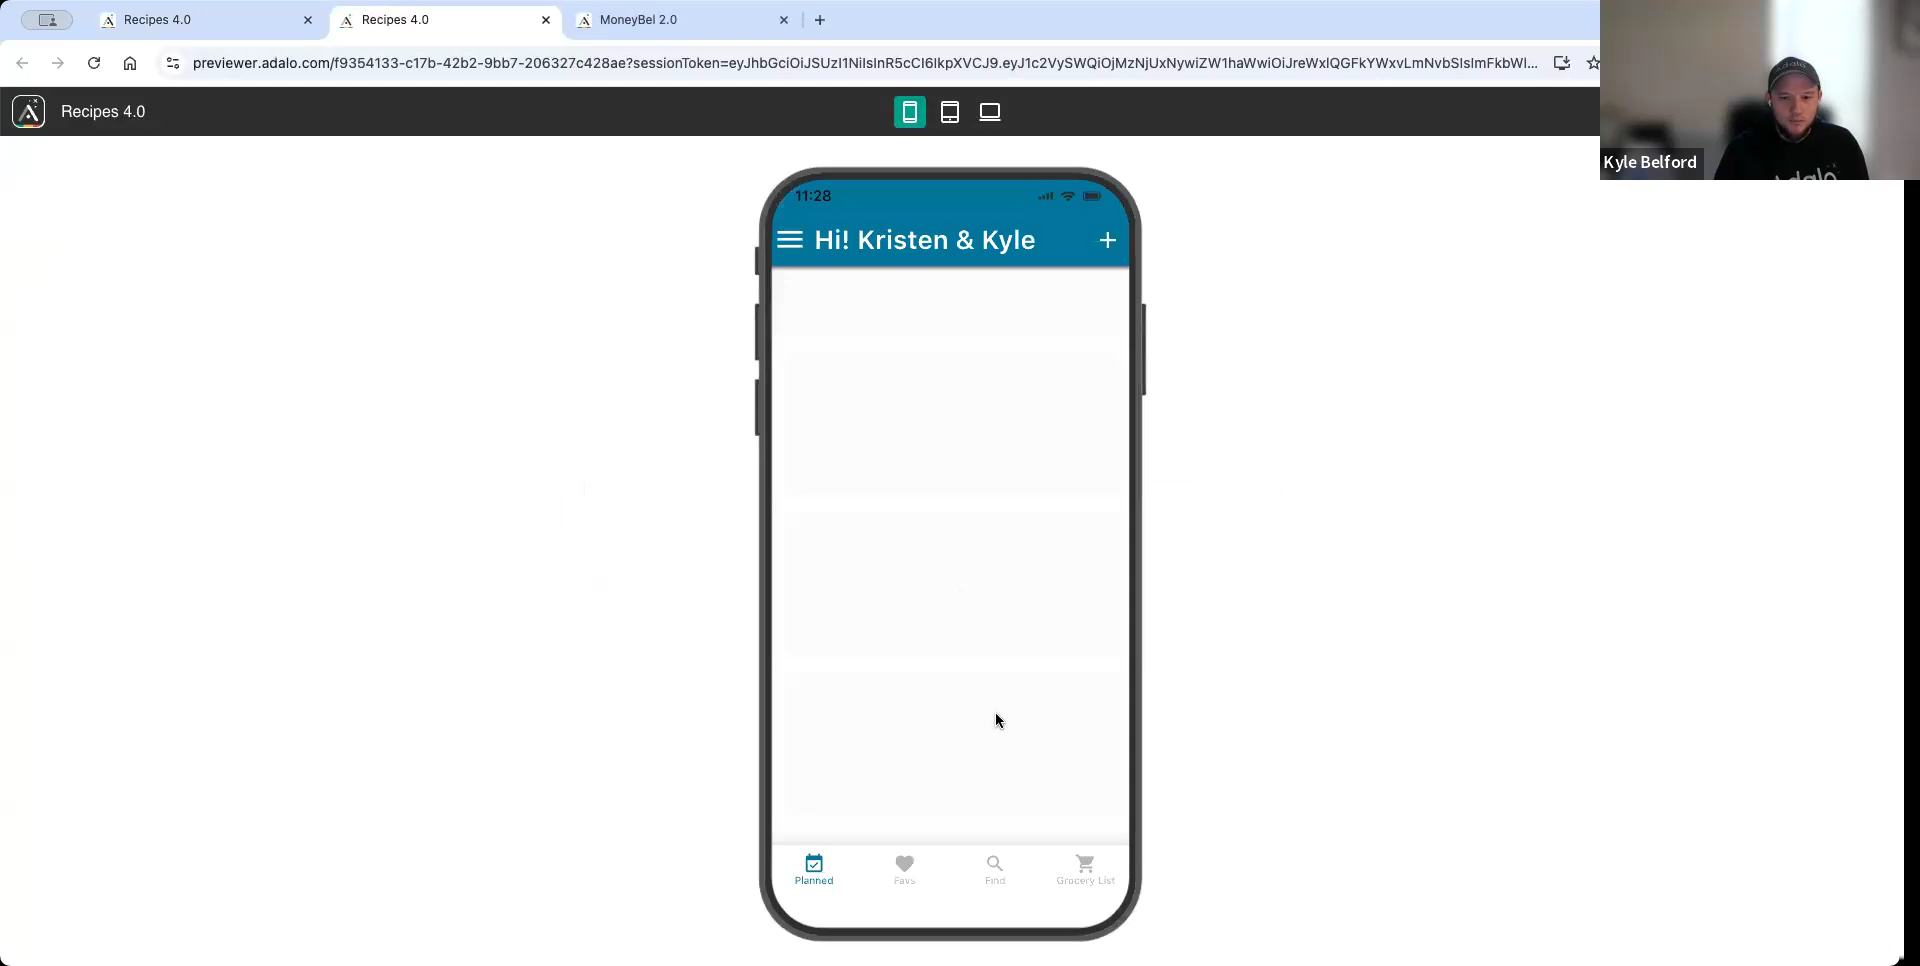 Recipes 4.0
Recipes 4.0
MoneyBel 2.0
previewer.adalo.com/f9354133-c17b-42b2-9bb7-206327c428ae?sessionToken=eyJhbGciOiJSUzI1NiIsInR5cCI6IkpXVCJ9.eyJ1c2VySWQiOjMzNjUxNywiZW1haWwiOiJreWxlQGFkYWxvLmNvbSIsImFkbWl...
Recipes 4.0
Kyle Belford
Adalo
11:28
Hi! Kristen & Kyle
Planned
Favs
Find
Grocery List